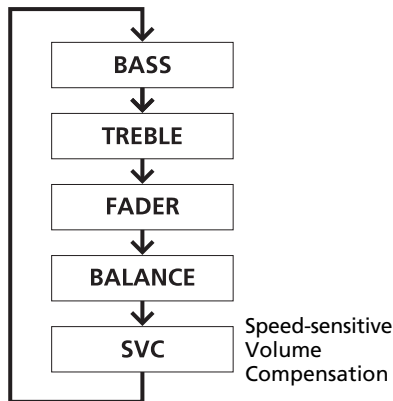 BASS
TREBLE
FADER
BALANCE
SVC
Speed-sensitive
Volume
Compensation